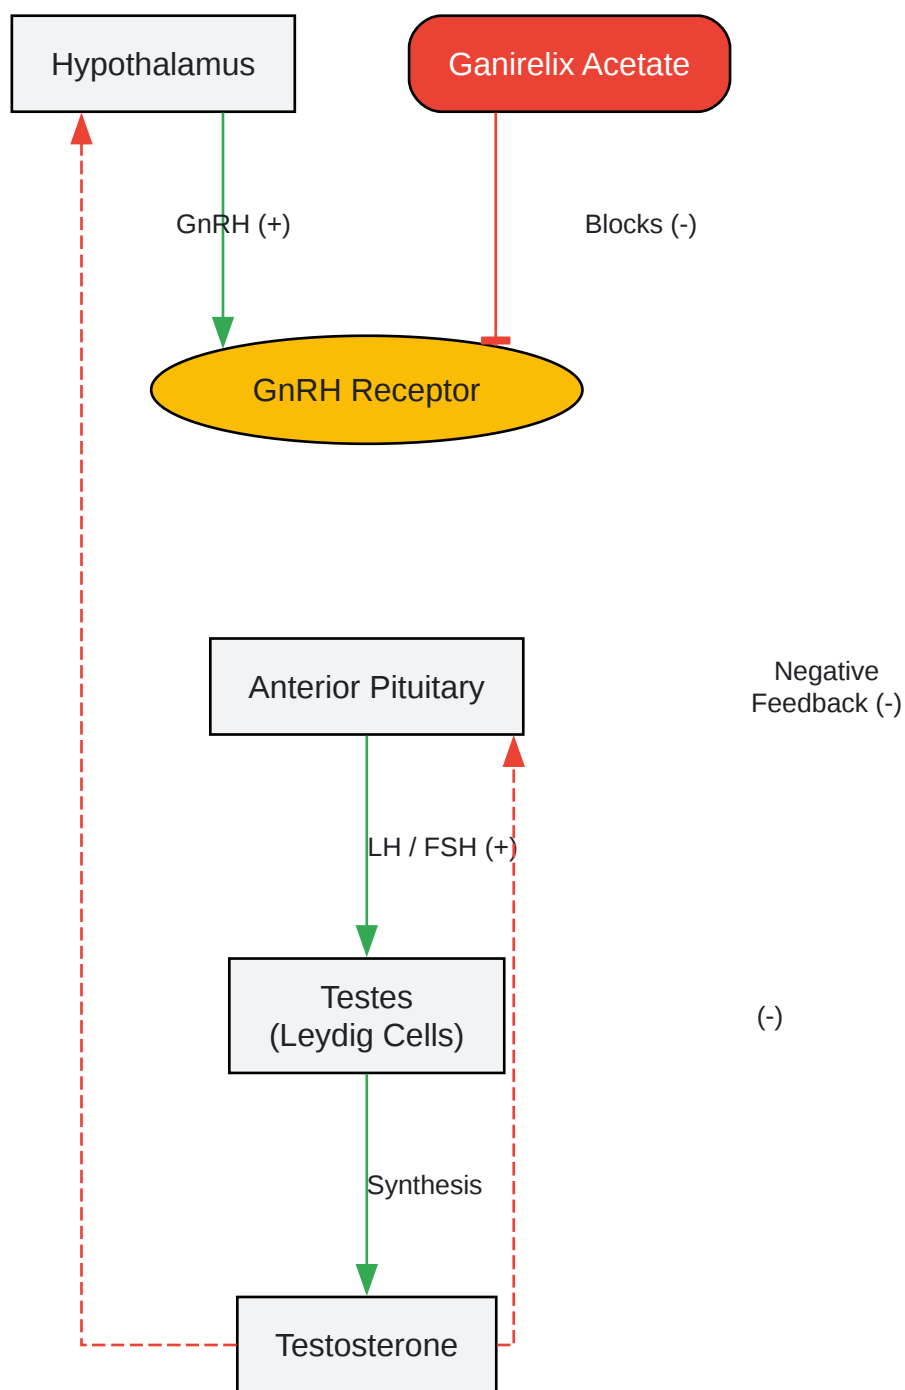 Hypothalamus
Ganirelix Acetate
GnRH (+)
Blocks (-)
GnRH Receptor
Anterior Pituitary
Negative
Feedback (-)
LH / FSH (+)
Testes
(Leydig Cells)
(-)
Synthesis
Testosterone